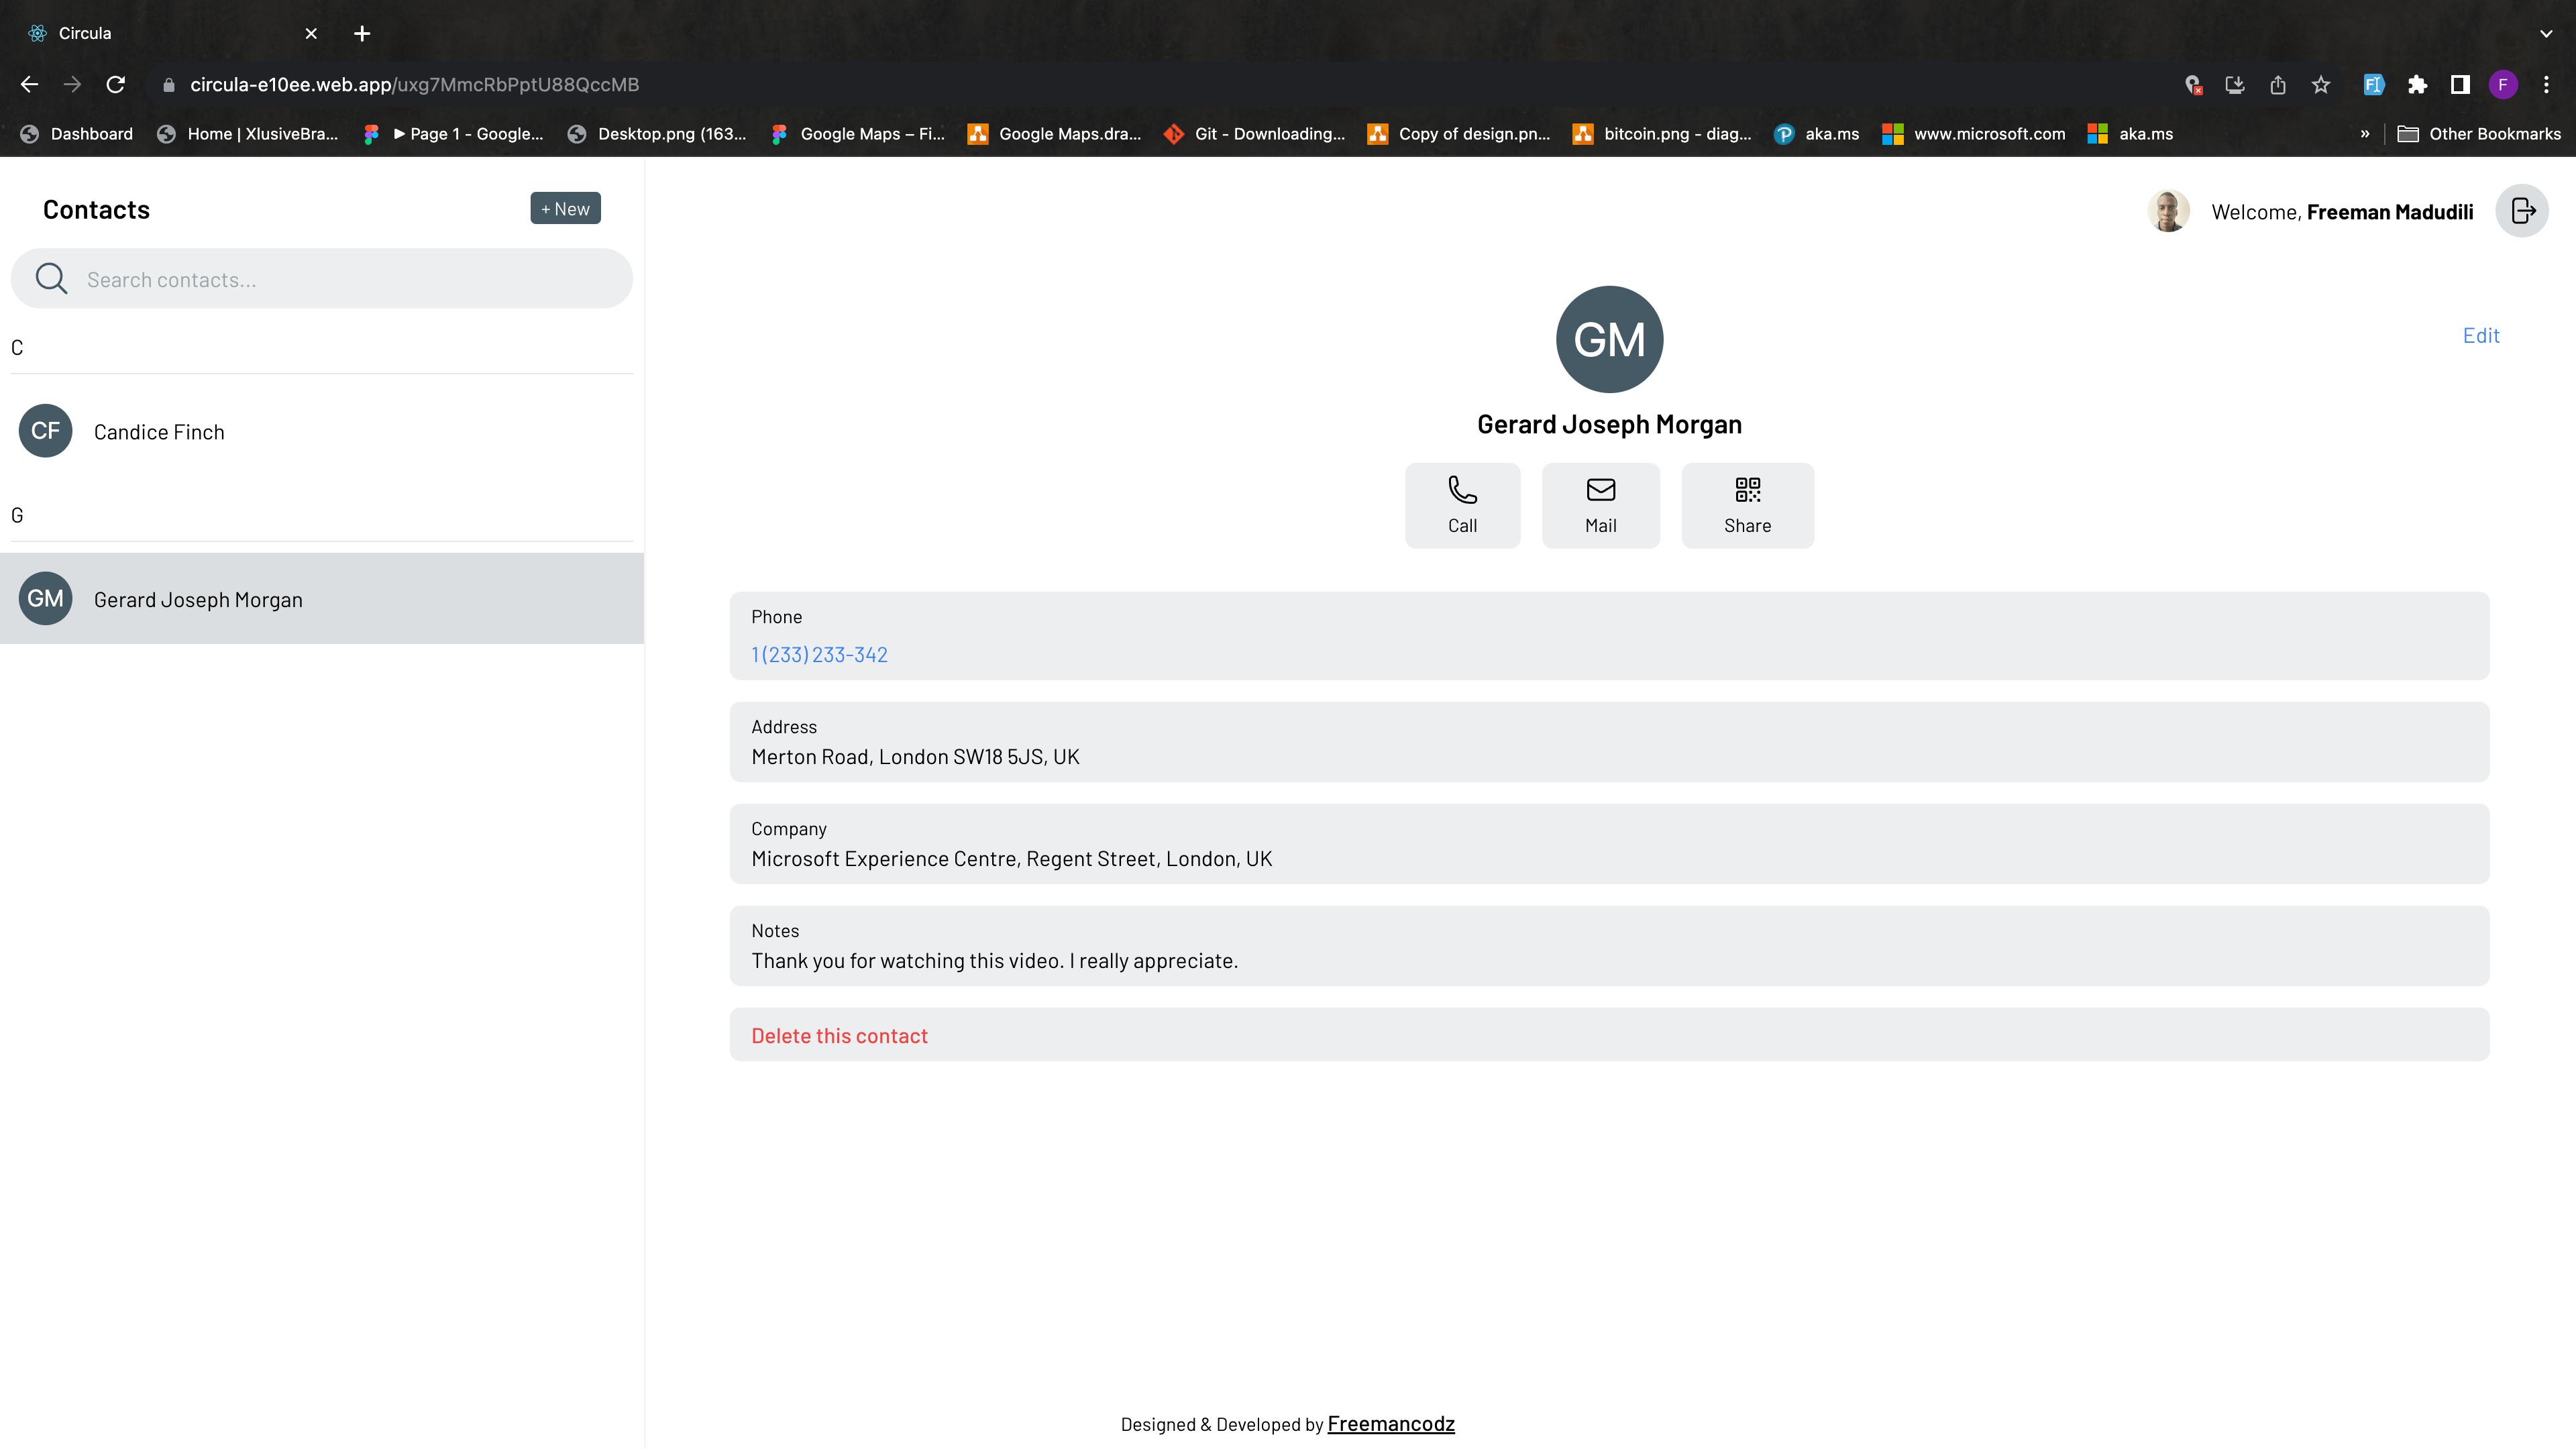 Circula
circula-e10ee.web.app/uxg7MmcRbPptU88QccMB
F
Dashboard
Home | XlusiveBra...
Page 1 - Google...
Desktop.png (163...
Google Maps – Fi...
Google Maps.dra...
Git - Downloading...
Copy of design.pn...
bitcoin.png - diag...
aka.ms
www.microsoft.com
aka.ms
»
Other Bookmarks
Contacts
+ New
Search contacts...
C
CF
Candice Finch
G
GM
Gerard Joseph Morgan
Welcome, Freeman Madudili
GM
Edit
Gerard Joseph Morgan
Call
Mail
Share
Phone
1 (233) 233-342
Address
Merton Road, London SW18 5JS, UK
Company
Microsoft Experience Centre, Regent Street, London, UK
Notes
Thank you for watching this video. I really appreciate.
Delete this contact
Designed & Developed by Freemancodz